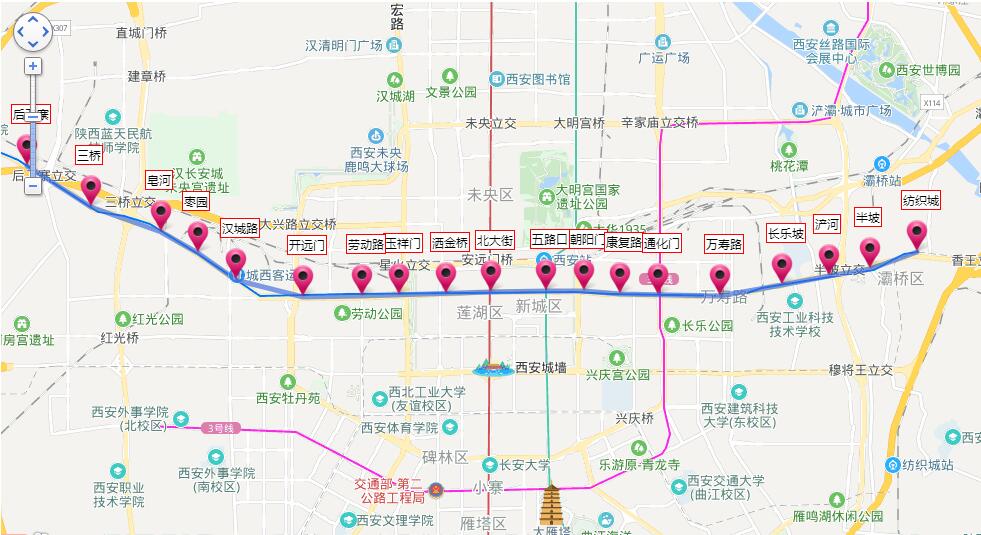 X307
直城门桥
宏
路
汉清明门广场
广运广场
西安丝路国际
会展中心
西安世博园
X114
建章桥
汉城湖
文景公园
西安图书馆
浐灞·城市广场
陕西蓝天民航
技师学院
未央立交
大明宫桥
辛家庙立交桥
西安未央
鹿鸣大球场
桃花潭
灞桥站
三桥
皂河
枣园
汉城路
开远门
劳动路
玉祥门
洒金桥
北大街
五路口
朝阳门
康复路
通化门
万寿路
长乐坡
浐河
半坡
纺织城
三桥立交
汉长安城
未央宫遗址
未央区
大明宫国家
遗址公园
大华1935
大兴路立交桥
城西客运
星火立交
安远门桥
西安站
半坡立交
灞桥区
香王立
万寿路
莲湖区
新城区
房宫遗址
红光公园
红光桥
劳动公园
长乐公园
西安工业科技
技术学校
西安城墙
兴庆宫公园
穆将王立交
西安牡丹苑
西北工业大学
(友谊校区)
西安体育学院
兴庆桥
西安建筑科技
大学(东校区)
西安外事学院
(北校区)
3号线
碑林区
长安大学
乐游原-青龙寺
纺织城站
西安职业
技术学院
西安外事学院
(南校区)
交通部·第二
公路工程局
小寨
西安交通大学
(曲江校区)
西安文理学院
雁塔区
大雁塔
曲江海洋
雁鸣湖休闲公园